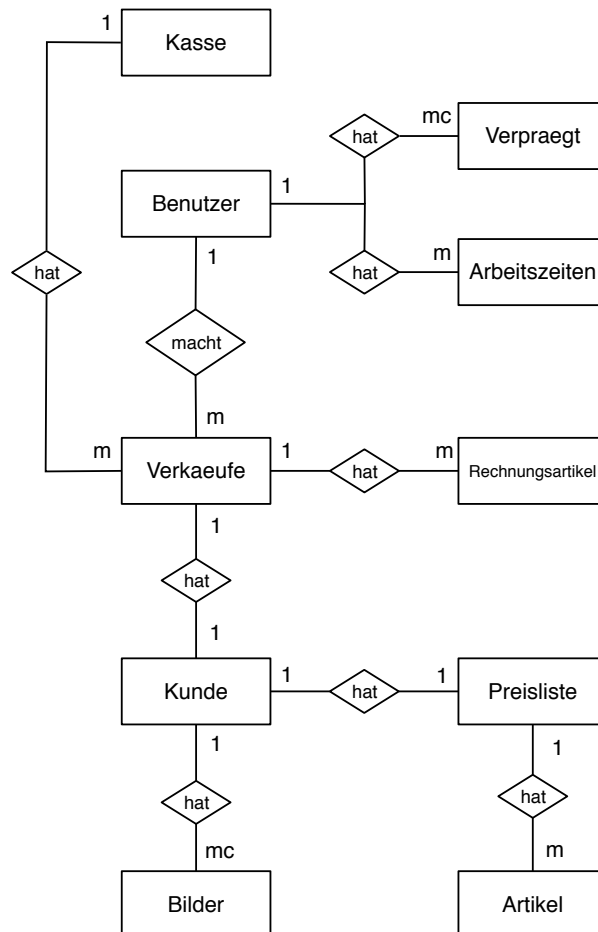 1
Kasse
mc
hat
Verpraegt
Benutzer
1
1
hat
m
Arbeitszeiten
hat
macht
m
m
Verkaeufe
1
hat
m
Rechnungsartikel
1
hat
1
Kunde
1
hat
1
Preisliste
1
1
hat
hat
mc
m
Bilder
Artikel